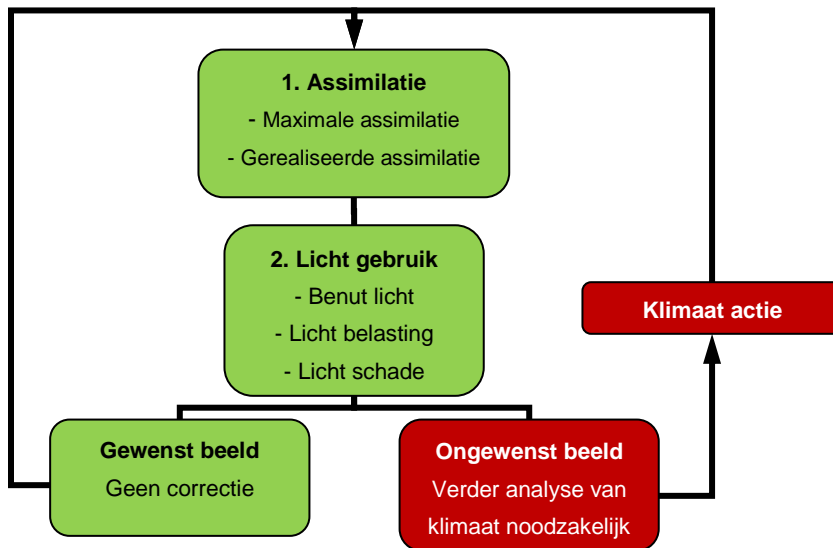 1. Assimilatie
- Maximale assimilatie
- Gerealiseerde assimilatie
2. Licht gebruik
- Benut licht
- Licht belasting
- Licht schade
Klimaat actie
Gewenst beeld
Geen correctie
Ongewenst beeld
Verder analyse van
klimaat noodzakelijk